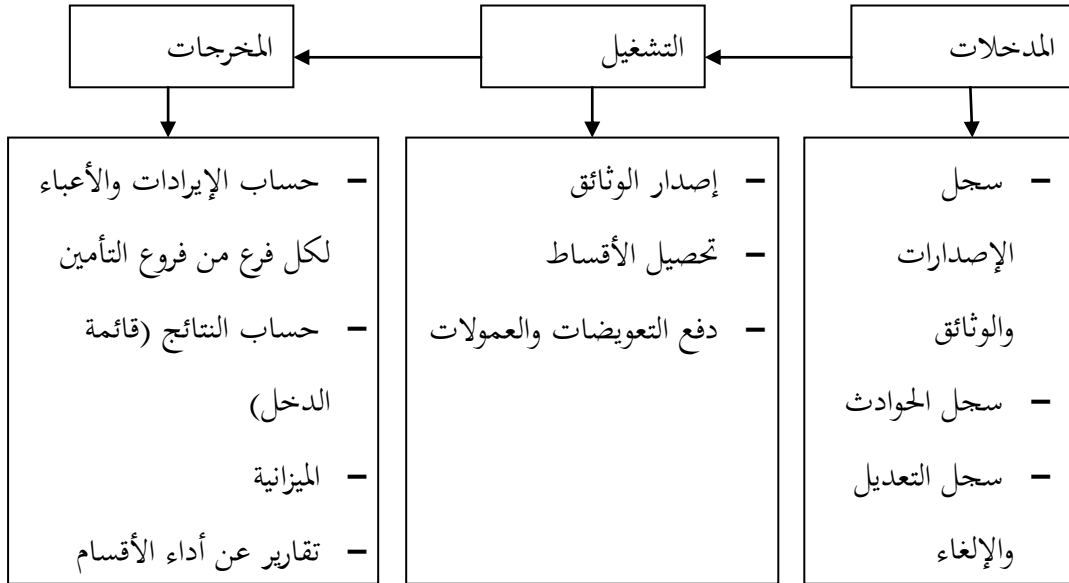 المدخلات
التشغيل
المخرجات
– سجل
الإصدارات
والوثائق
– سجل الحوادث
– سجل التعديل
والإلغاء
– إصدار الوثائق
– تحصيل الأقساط
– دفع التعويضات والعمولات
– حساب الإيرادات والأعباء
لكل فرع من فروع التأمين
– حساب النتائج (قائمة
الدخل)
– الميزانية
– تقارير عن أداء الأقسام